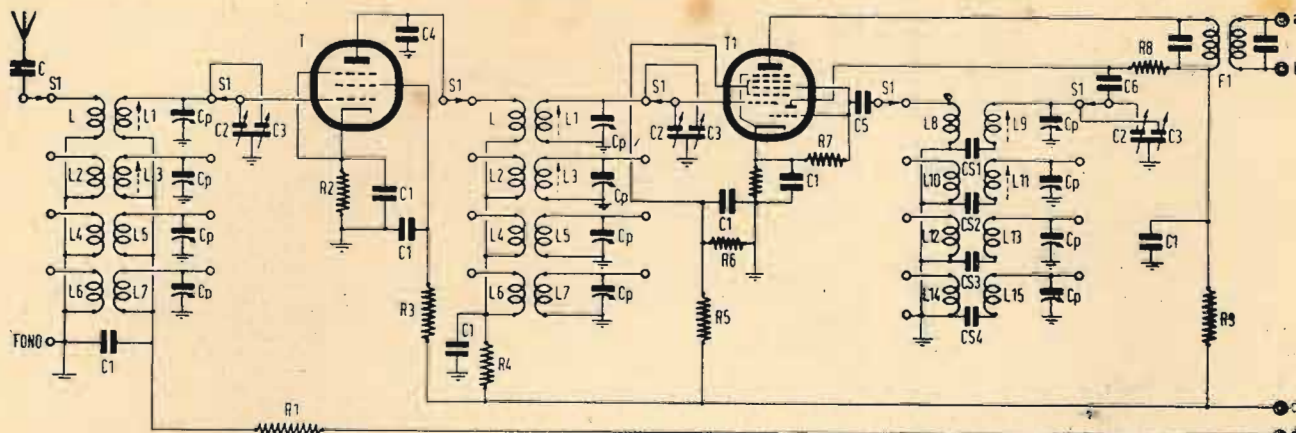 T T1
C C4 R8
S1 S1 S1 S1 S1 S1 F1
C6
L L1 Cp C2 C3 L L1 Cp C2 C3 C5 L8 L9 Cp C2 C3
R7
L2 L3 Cp R2 C1 L2 L3 Cp C1 L10 CS1 L11 Cp
C1 C1
L4 L5 Cp L4 L5 Cp R6 L12 CS2 L13 Cp C1
L6 L7 Cp R3 L6 L7 Cp R5 L14 CS3 L15 Cp R9
FONO C1 C1 R4 CS4
R1